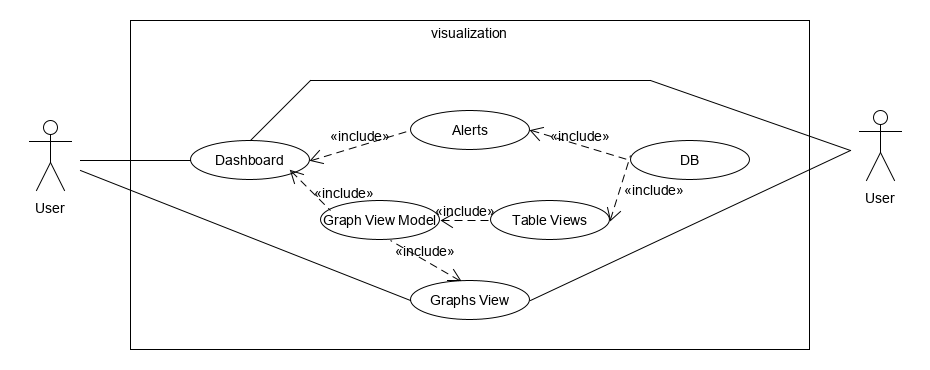 visualization
«include»
Alerts
«include»
Dashboard
DB
User
User
«include»
«include»
Graph View Model
«include»
Table Views
«include»
Graphs View